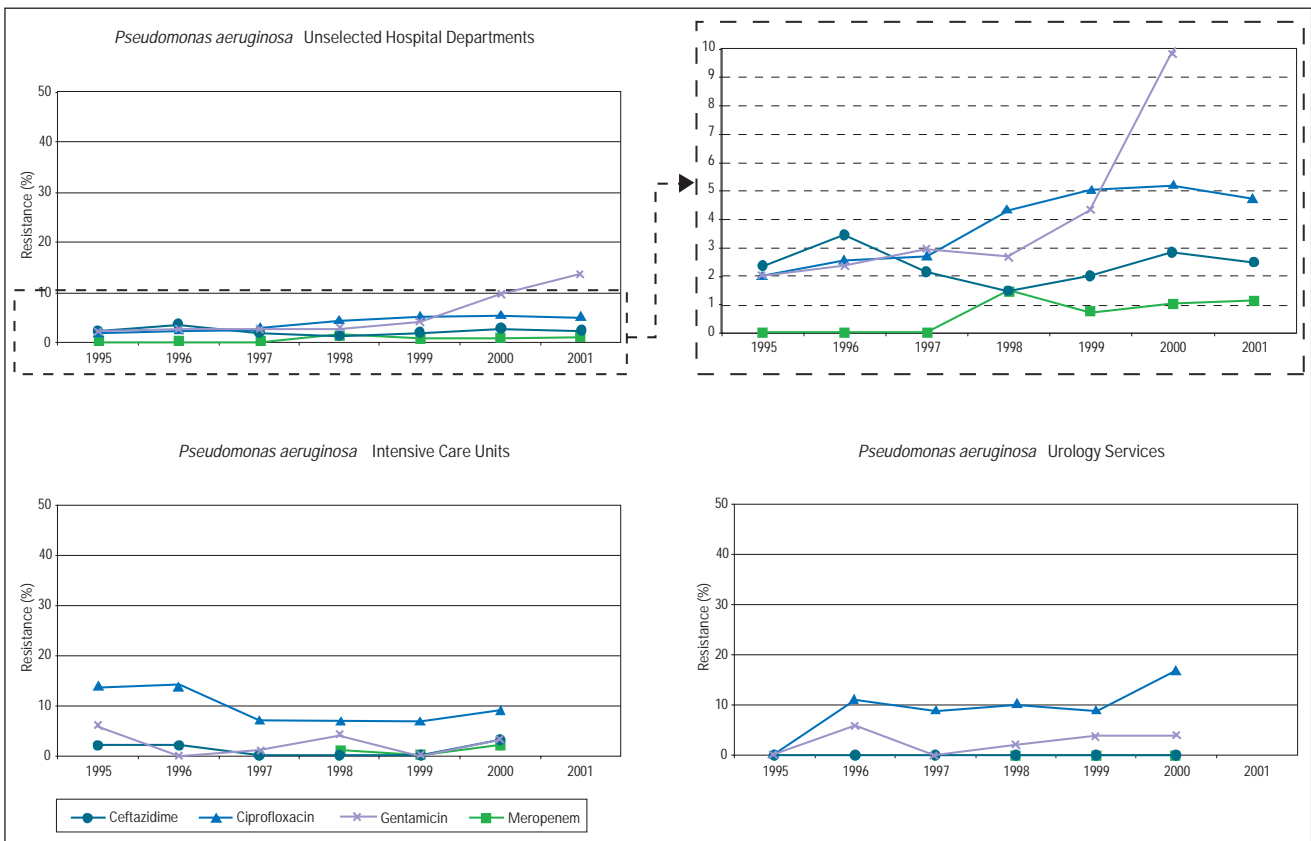 Pseudomonas aeruginosa Unselected Hospital Departments
Resistance (%)
50
40
30
20
10
0
1995 1996 1997 1998 1999 2000 2001
10
9
8
7
6
5
4
3
2
1
0
1995 1996 1997 1998 1999 2000 2001
Pseudomonas aeruginosa Intensive Care Units
Resistance (%)
50
40
30
20
10
0
1995 1996 1997 1998 1999 2000 2001
Pseudomonas aeruginosa Urology Services
Resistance (%)
50
40
30
20
10
0
1995 1996 1997 1998 1999 2000 2001
Ceftazidime Ciprofloxacin Gentamicin Meropenem